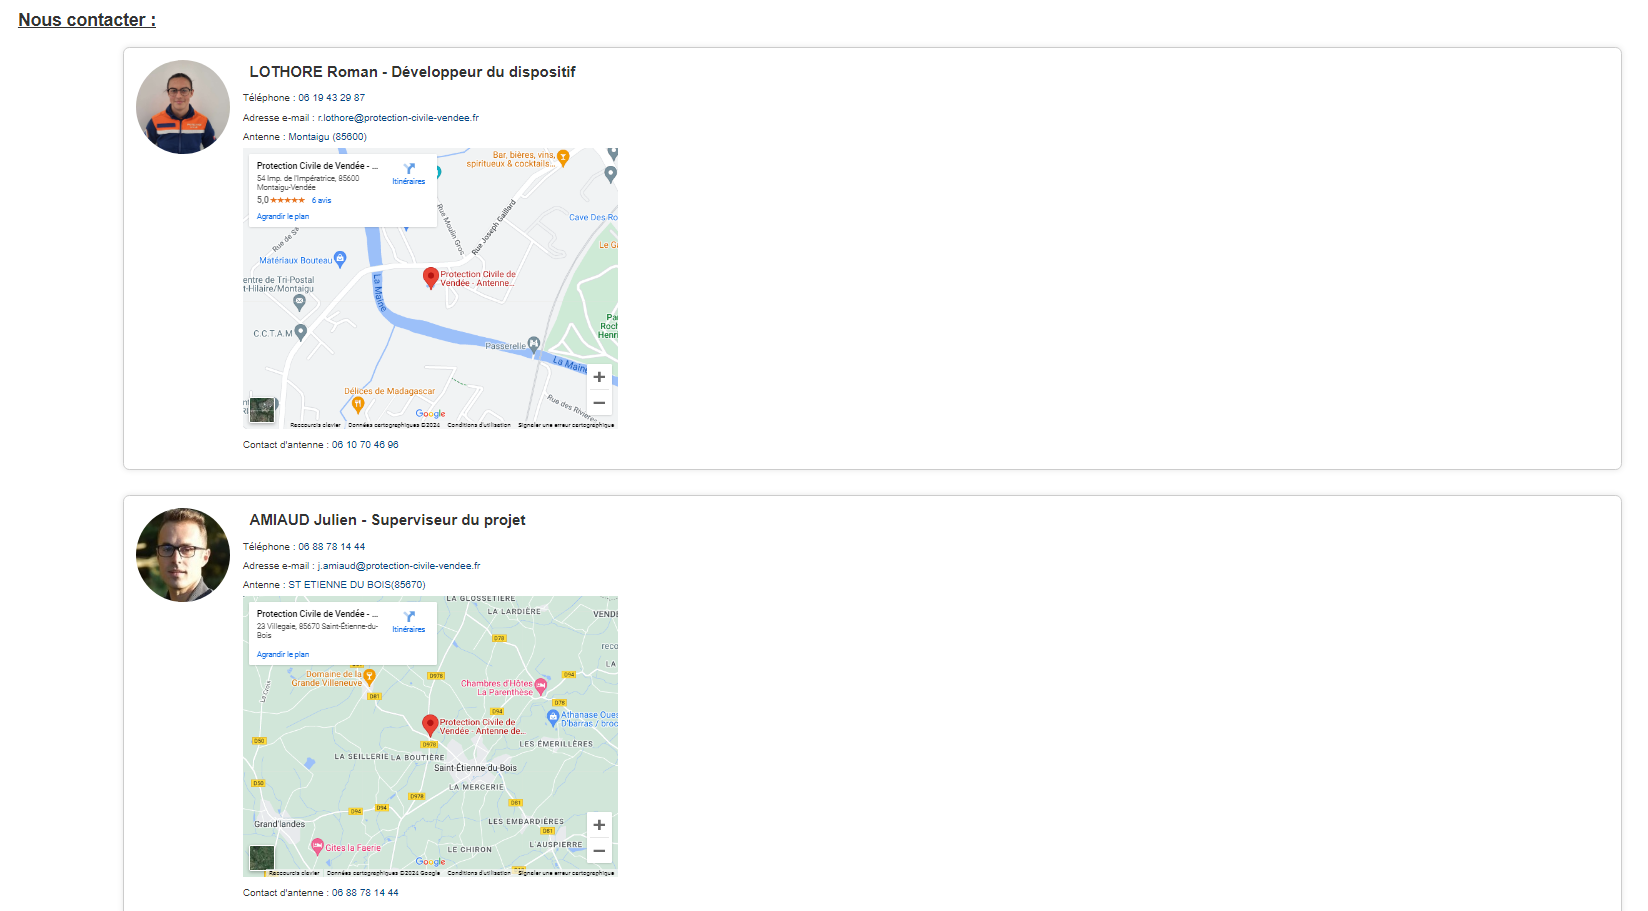 Nous contacter :
LOTHORE Roman - Développeur du dispositif
Téléphone : 06 19 43 29 87
Adresse e-mail : r.lothore@protection-civile-vendee.fr
Antenne : Montaigu (85600)
Protection Civile de Vendée - ...
54 Imp. de l'Impératrice, 85600
Montaigu-Vendée
5,0 ★★★★★ 6 avis
Agrandir le plan
Itinéraires
Bar, bières, vins,
spiritueux & cocktails...
Rue Moulin Gros
Rue Joseph Gaillard
Cave Des Ro
Le G
Rue de Sa
Matériaux Bouteau
Protection Civile de
Vendée - Antenne...
entre de Tri-Postal
t-Hilaire/Montaigu
La Maine
C.C.T.A.M
Pa
Roch
Henri
Passerelle
La Maine
Délices de Madagascar
Rue des Rivières
+
−
Google
Raccourcis clavier Données cartographiques ©2024 Conditions d'utilisation Signaler une erreur cartographique
Contact d'antenne : 06 10 70 46 96
AMIAUD Julien - Superviseur du projet
Téléphone : 06 88 78 14 44
Adresse e-mail : j.amiaud@protection-civile-vendee.fr
Antenne : ST ETIENNE DU BOIS(85670)
Protection Civile de Vendée - ...
23 Villegaie, 85670 Saint-Étienne-du-
Bois
Agrandir le plan
Itinéraires
LA GLOSSETIERE
LA LARDIÈRE
VENDÉ
D78
reco
LA
Domaine de la
Grande Villeneuve
D978
D94
Chambres d'Hôtes
La Parenthèse
D81
D78
D94
Athanase Oues
D'barras / broc
Protection Civile de
Vendée - Antenne de...
D50
D978
LES ÉMERILLÈRES
LA SEILLERIE
LA BOUTIÈRE
Saint-Étienne-du-Bois
D50
LA MERCERIE
D978
D81
D94
D94
Grand'landes
LES EMBARDIÈRES
D81
+
−
L'AUSPIERRE
Gîtes la Faerie
LE CHIRON
Google
Raccourcis clavier Données cartographiques ©2024 Google Conditions d'utilisation Signaler une erreur cartographique
Contact d'antenne : 06 88 78 14 44